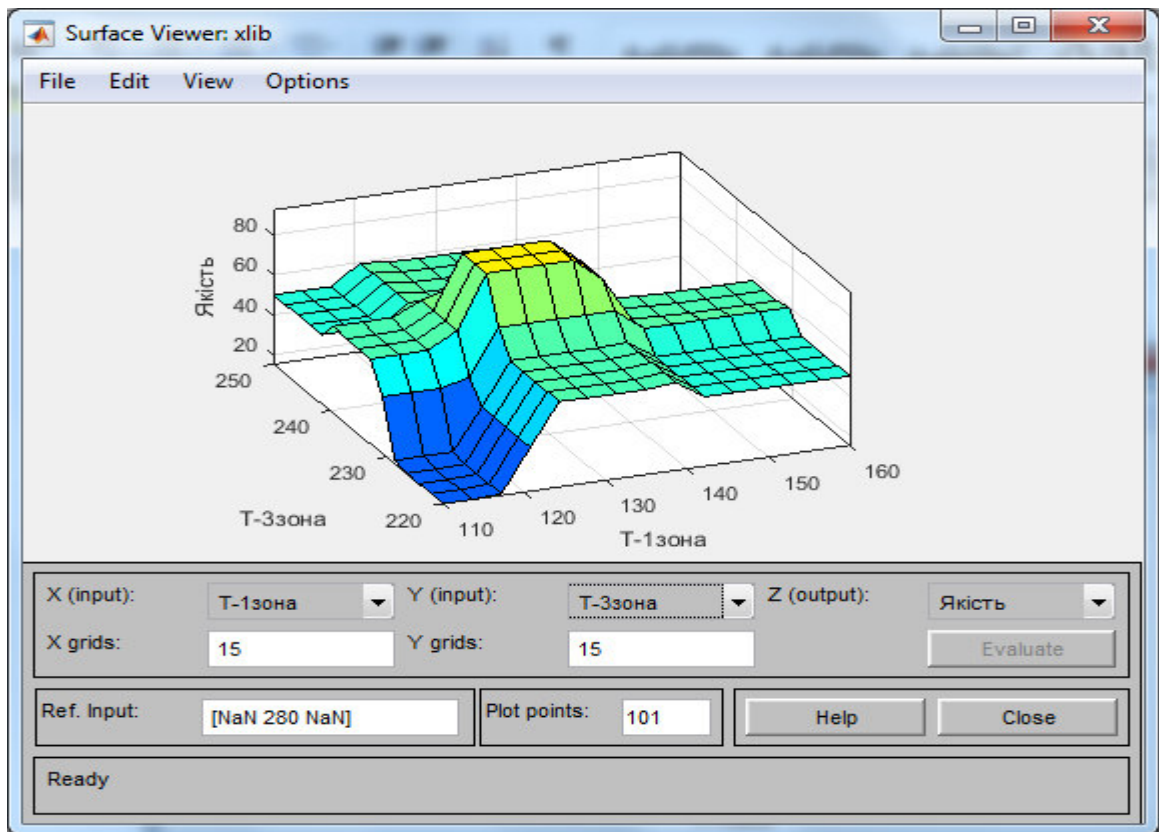 Surface Viewer: xlib
File Edit View Options
80
60
40
20
Якість
250
240
230
220
Т-3зона
110
120
130
140
150
160
Т-1зона
X (input): Т-1зона Y (input): Т-3зона Z (output): Якість
X grids: 15 Y grids: 15 Evaluate
Ref. Input: [NaN 280 NaN] Plot points: 101 Help Close
Ready